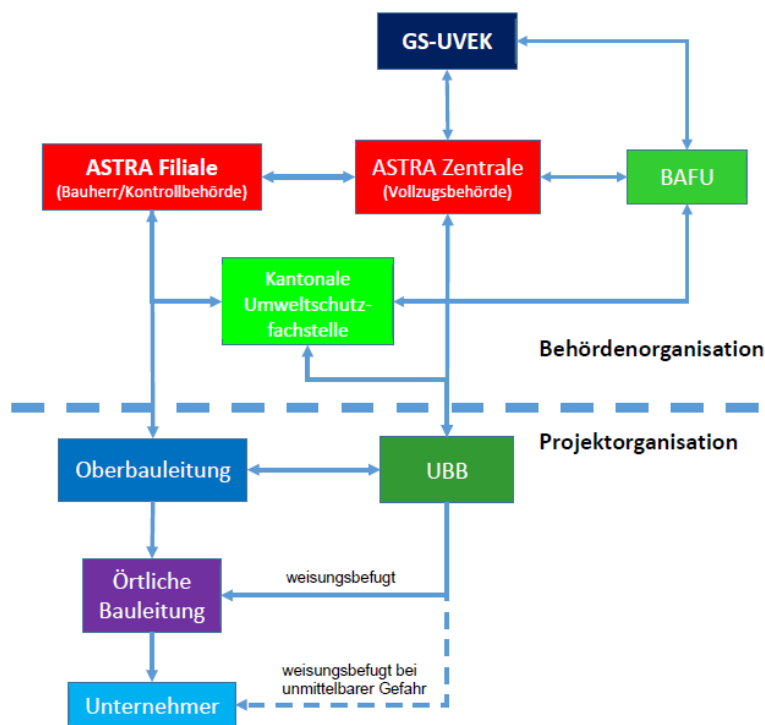 GS-UVEK
ASTRA Filiale
(Bauherr/Kontrollbehörde)
ASTRA Zentrale
(Vollzugsbehörde)
BAFU
Kantonale
Umweltschutz-
fachstelle
Behördenorganisation
Projektorganisation
Oberbauleitung
UBB
Örtliche
Bauleitung
weisungsbefugt
weisungsbefugt bei
unmittelbarer Gefahr
Unternehmer